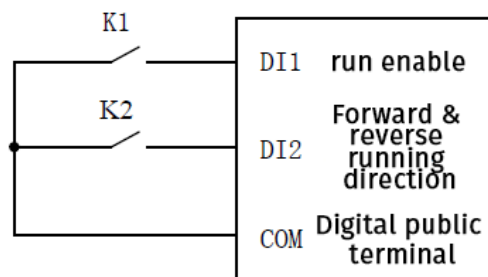 K1
DI1 run enable
K2
Forward &
reverse
DI2 running
direction
COM Digital public
terminal